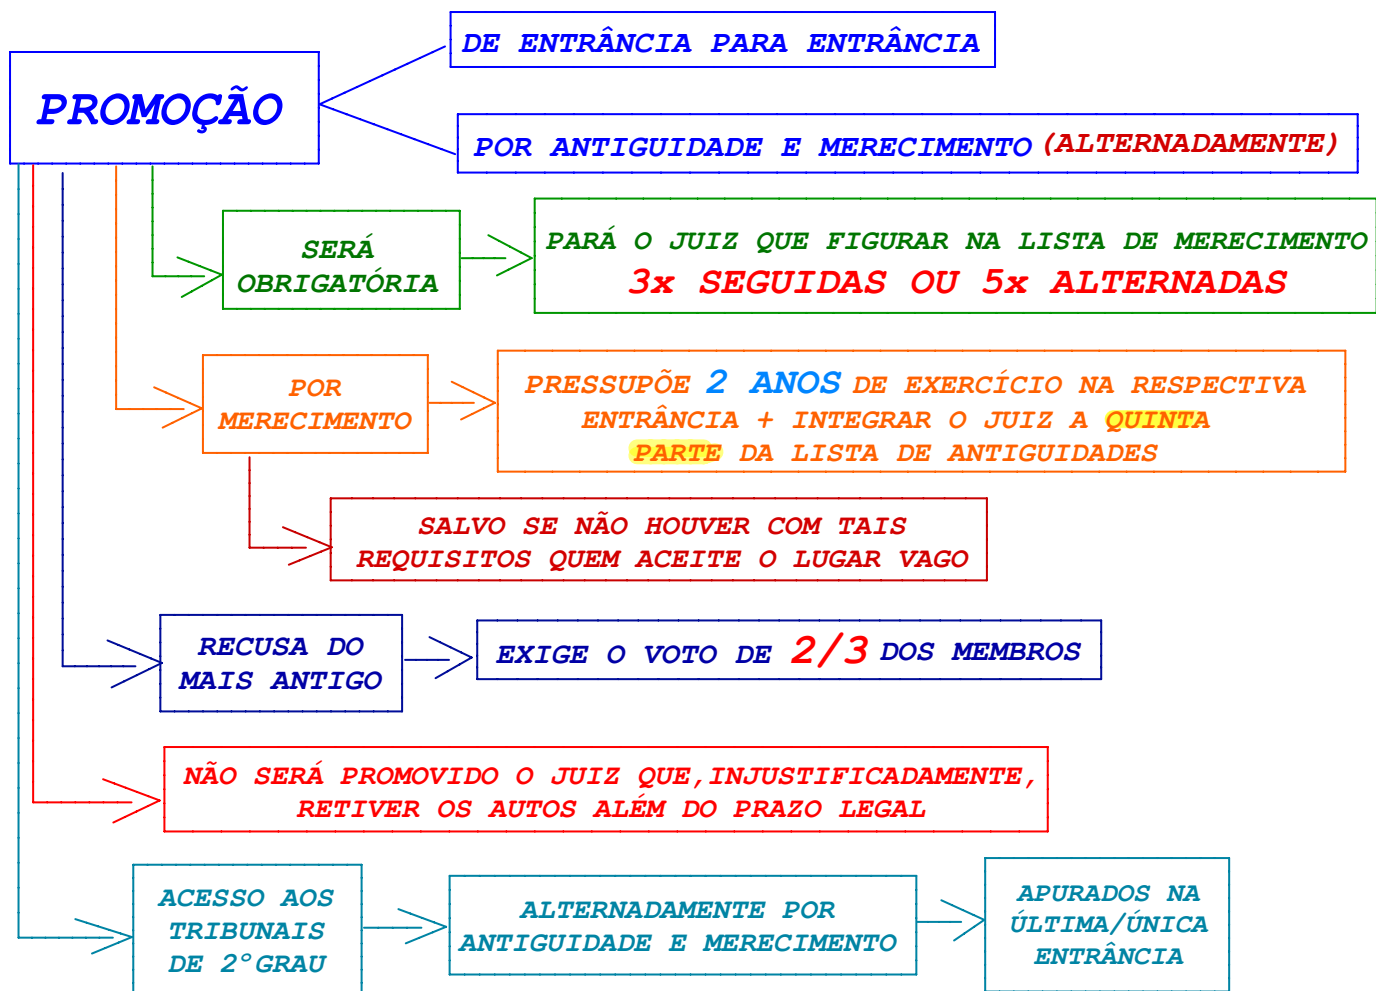 DE ENTRÂNCIA PARA ENTRÂNCIA
PROMOÇÃO
POR ANTIGUIDADE E MERECIMENTO (ALTERNADAMENTE)
SERÁ
OBRIGATÓRIA
PARÁ O JUIZ QUE FIGURAR NA LISTA DE MERECIMENTO
3x SEGUIDAS OU 5x ALTERNADAS
POR
MERECIMENTO
PRESSUPÕE 2 ANOS DE EXERCÍCIO NA RESPECTIVA
ENTRÂNCIA + INTEGRAR O JUIZ A QUINTA
PARTE DA LISTA DE ANTIGUIDADES
SALVO SE NÃO HOUVER COM TAIS
REQUISITOS QUEM ACEITE O LUGAR VAGO
RECUSA DO
MAIS ANTIGO
EXIGE O VOTO DE 2/3 DOS MEMBROS
NÃO SERÁ PROMOVIDO O JUIZ QUE,INJUSTIFICADAMENTE,
RETIVER OS AUTOS ALÉM DO PRAZO LEGAL
ACESSO AOS
TRIBUNAIS
DE 2ºGRAU
ALTERNADAMENTE POR
ANTIGUIDADE E MERECIMENTO
APURADOS NA
ÚLTIMA/ÚNICA
ENTRÂNCIA